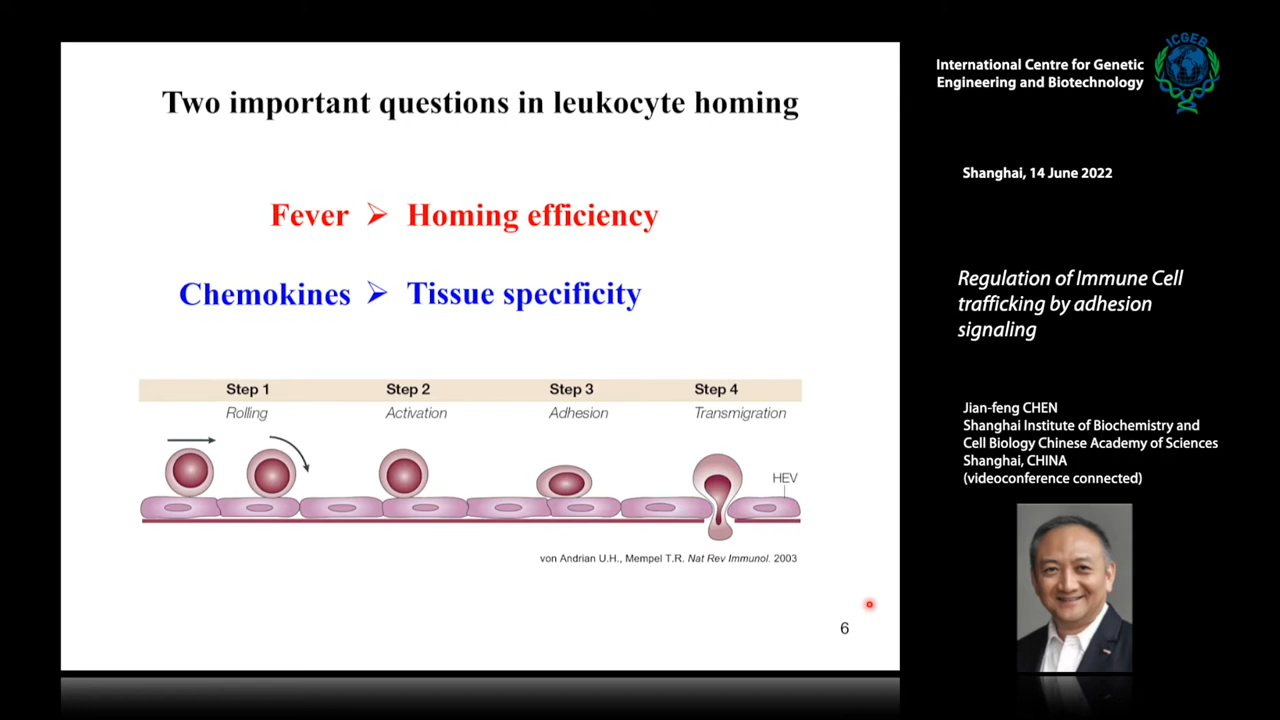 Two important questions in leukocyte homing
Fever ➢ Homing efficiency
Chemokines ➢ Tissue specificity
Step 1 Step 2 Step 3 Step 4
Rolling Activation Adhesion Transmigration
HEV
von Andrian U.H., Mempel T.R. Nat Rev Immunol. 2003
6
International Centre for Genetic
Engineering and Biotechnology
ICGEB
Shanghai, 14 June 2022
Regulation of Immune Cell
trafficking by adhesion
signaling
Jian-feng CHEN
Shanghai Institute of Biochemistry and
Cell Biology Chinese Academy of Sciences
Shanghai, CHINA
(videoconference connected)